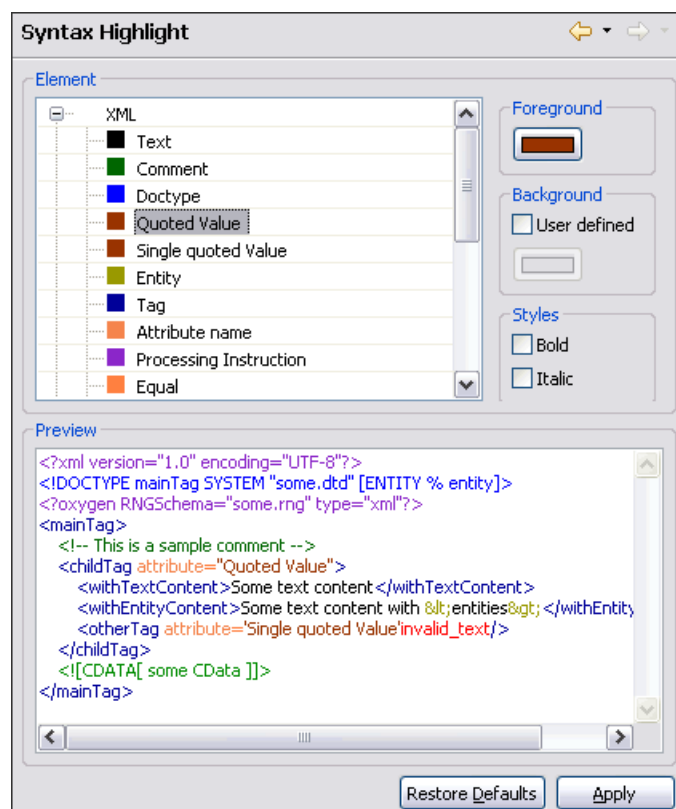 Syntax Highlight
Element
XML
Text
Comment
Doctype
Quoted Value
Single quoted Value
Entity
Tag
Attribute name
Processing Instruction
Equal
Foreground
Background
User defined
Styles
Bold
Italic
Preview
<?xml version="1.0" encoding="UTF-8"?>
<!DOCTYPE mainTag SYSTEM "some.dtd" [ENTITY % entity]>
<?oxygen RNGSchema="some.rng" type="xml"?>
<mainTag>
<!-- This is a sample comment -->
<childTag attribute="Quoted Value">
<withTextContent>Some text content</withTextContent>
<withEntityContent>Some text content with &lt;entities&gt;</withEntity
<otherTag attribute='Single quoted Value'invalid_text/>
</childTag>
<![CDATA[ some CData ]]>
</mainTag>
Restore Defaults
Apply